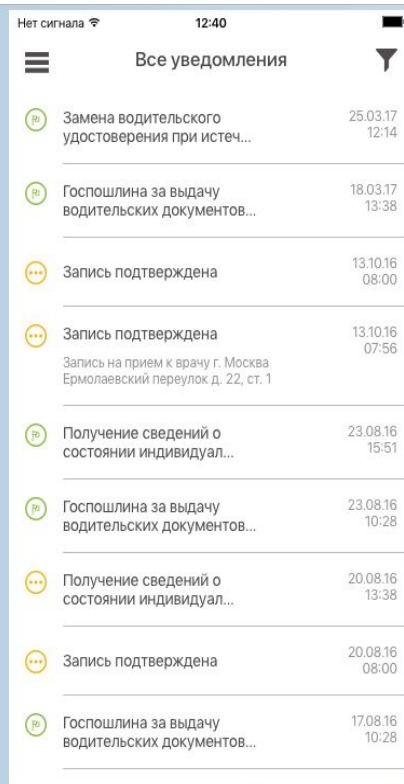 Нет сигнала 12:40
Все уведомления
Замена водительского 25.03.17
удостоверения при истеч... 12:14
Госпошлина за выдачу 18.03.17
водительских документов... 13:38
Запись подтверждена 13.10.16
08:00
Запись подтверждена 13.10.16
07:56
Запись на прием к врачу г. Москва
Ермолаевский переулок д. 22, ст. 1
Получение сведений о 23.08.16
состоянии индивидуал... 15:51
Госпошлина за выдачу 23.08.16
водительских документов... 10:28
Получение сведений о 20.08.16
состоянии индивидуал... 13:38
Запись подтверждена 20.08.16
08:00
Госпошлина за выдачу 17.08.16
водительских документов... 10:28